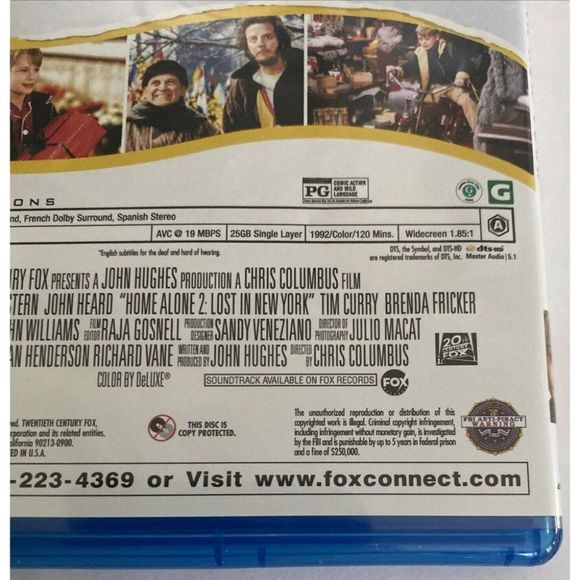 PG COMIC ACTION AND MILD LANGUAGE
G
ONS
nd, French Dolby Surround, Spanish Stereo
AVC @ 19 MBPS 25GB Single Layer 1992/Color/120 Mins. Widescreen 1.85:1 A
*English subtitles for the deaf and hard of hearing.
DTS, the Symbol, and DTS-HD
are registered trademarks of DTS, Inc.
dts-HD
Master Audio 5.1
RY FOX PRESENTS A JOHN HUGHES PRODUCTION A CHRIS COLUMBUS FILM
STERN JOHN HEARD "HOME ALONE 2: LOST IN NEW YORK" TIM CURRY BRENDA FRICKER
HN WILLIAMS FILM EDITOR RAJA GOSNELL PRODUCTION DESIGNER SANDY VENEZIANO DIRECTOR OF PHOTOGRAPHY JULIO MACAT
AN HENDERSON RICHARD VANE WRITTEN AND PRODUCED BY JOHN HUGHES DIRECTED BY CHRIS COLUMBUS
COLOR BY DeLUXE®
SOUNDTRACK AVAILABLE ON FOX RECORDS
FOX
20th CENTURY FOX
ed. TWENTIETH CENTURY FOX,
rporation and its related entities.
alifornia 90213-0900.
D IN U.S.A.
THIS DISC IS
COPY PROTECTED.
The unauthorized reproduction or distribution of this
copyrighted work is illegal. Criminal copyright infringement,
including infringement without monetary gain, is investigated
by the FBI and is punishable by up to 5 years in federal prison
and a fine of $250,000.
FBI ANTI-PIRACY
WARNING
-223-4369 or Visit www.foxconnect.com